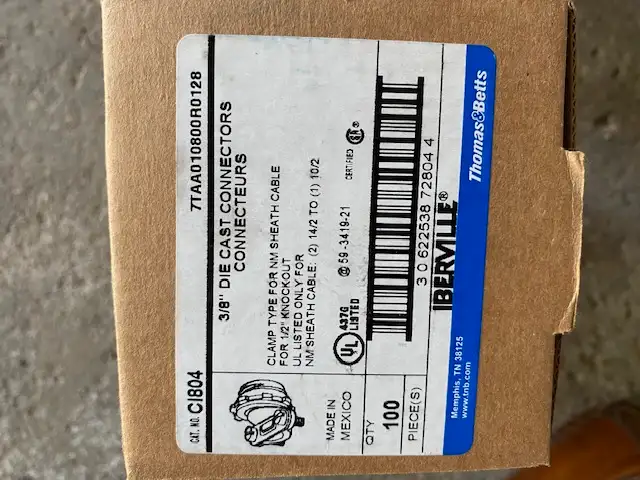 CAT. NO. CI804
7TAA010800R0128
3/8" DIE CAST CONNECTORS
CONNECTEURS
CLAMP TYPE FOR NM SHEATH CABLE
FOR 1/2" KNOCKOUT
UL LISTED ONLY FOR
NM SHEATH CABLE: (2) 14/2 TO (1) 10/2
UL 437G
LISTED
@ 59-3419-21
CERTIFIED
MADE IN
MEXICO
QTY
100
PIECE(S)
3 0 622538 72804 4
IBERVILLE®
Memphis, TN 38125
www.tnb.com
Thomas&Betts